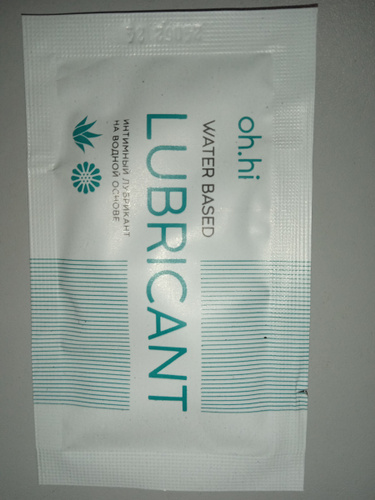 oh.hi
WATER BASED
LUBRICANT
ИНТИМНЫЙ ЛУБРИКАНТ
НА ВОДНОЙ ОСНОВЕ